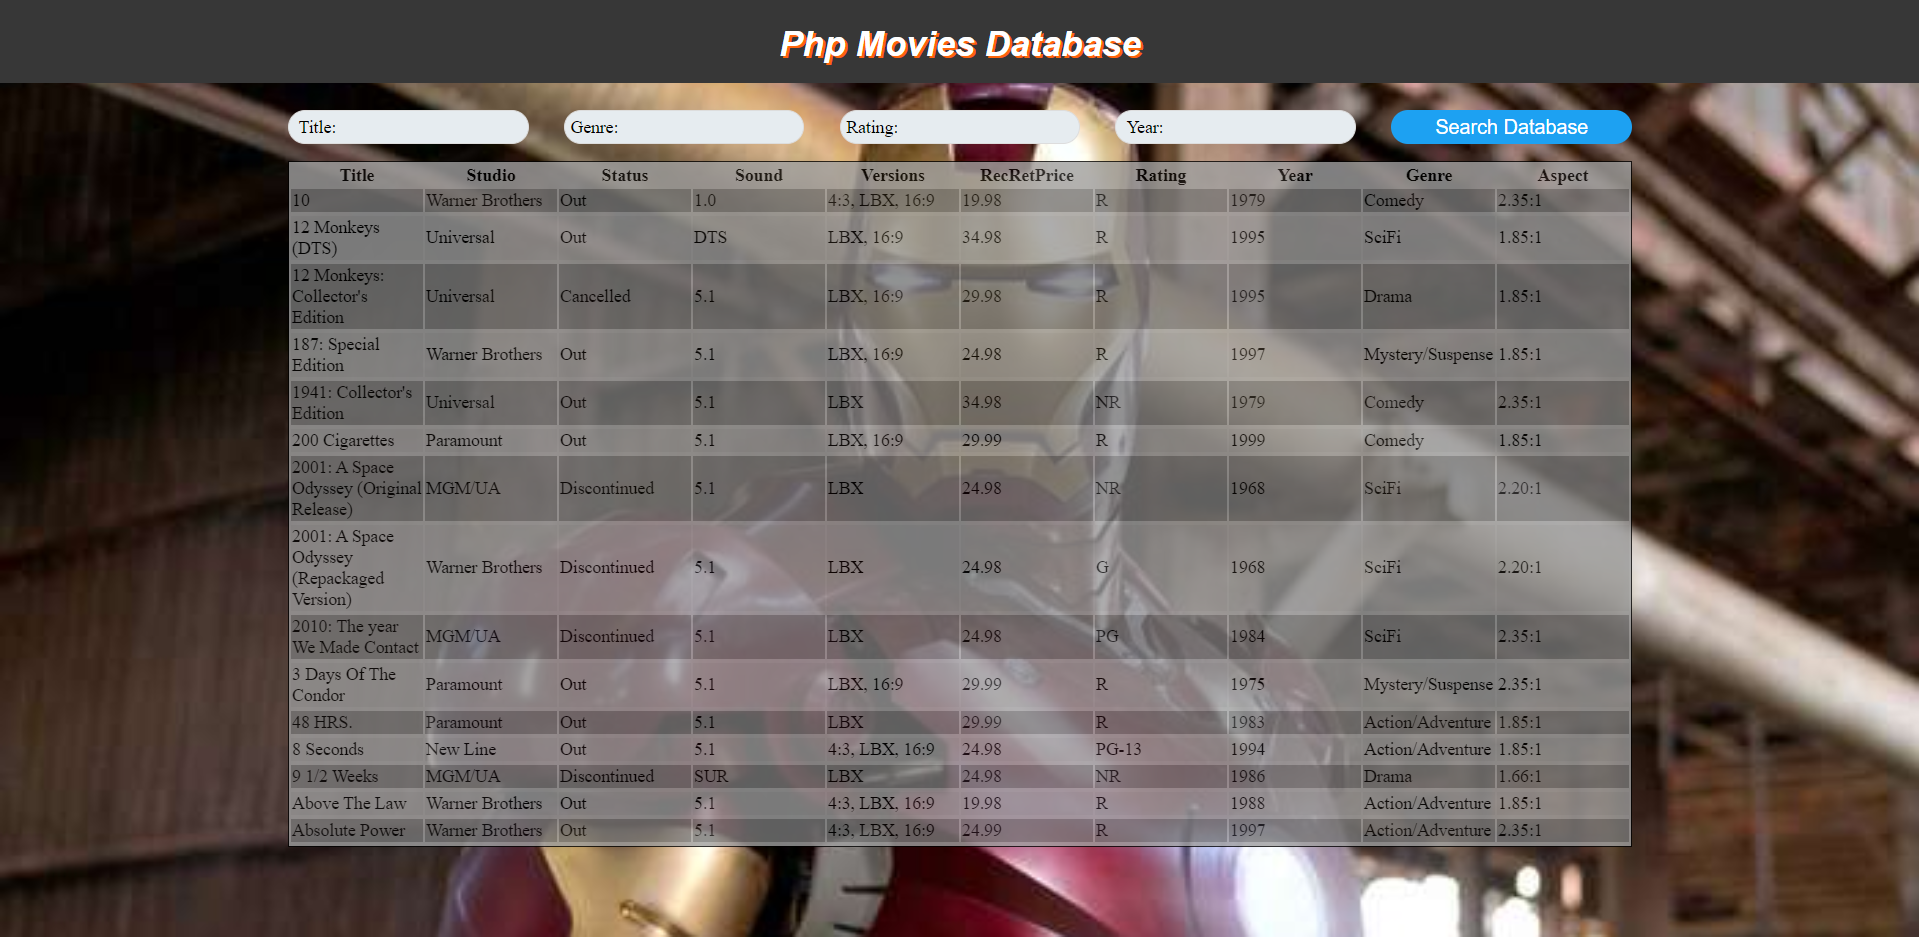 Php Movies Database
Title: Genre: Rating: Year: Search Database
Title Studio Status Sound Versions RecRetPrice Rating Year Genre Aspect
10 Warner Brothers Out 1.0 4:3, LBX, 16:9 19.98 R 1979 Comedy 2.35:1
12 Monkeys
(DTS) Universal Out DTS LBX, 16:9 34.98 R 1995 SciFi 1.85:1
12 Monkeys:
Collector's
Edition Universal Cancelled 5.1 LBX, 16:9 29.98 R 1995 Drama 1.85:1
187: Special
Edition Warner Brothers Out 5.1 LBX, 16:9 24.98 R 1997 Mystery/Suspense 1.85:1
1941: Collector's
Edition Universal Out 5.1 LBX 34.98 NR 1979 Comedy 2.35:1
200 Cigarettes Paramount Out 5.1 LBX, 16:9 29.99 R 1999 Comedy 1.85:1
2001: A Space
Odyssey (Original
Release) MGM/UA Discontinued 5.1 LBX 24.98 NR 1968 SciFi 2.20:1
2001: A Space
Odyssey
(Repackaged
Version) Warner Brothers Discontinued 5.1 LBX 24.98 G 1968 SciFi 2.20:1
2010: The year
We Made Contact MGM/UA Discontinued 5.1 LBX 24.98 PG 1984 SciFi 2.35:1
3 Days Of The
Condor Paramount Out 5.1 LBX, 16:9 29.99 R 1975 Mystery/Suspense 2.35:1
48 HRS. Paramount Out 5.1 LBX 29.99 R 1983 Action/Adventure 1.85:1
8 Seconds New Line Out 5.1 4:3, LBX, 16:9 24.98 PG-13 1994 Action/Adventure 1.85:1
9 1/2 Weeks MGM/UA Discontinued SUR LBX 24.98 NR 1986 Drama 1.66:1
Above The Law Warner Brothers Out 5.1 4:3, LBX, 16:9 19.98 R 1988 Action/Adventure 1.85:1
Absolute Power Warner Brothers Out 5.1 4:3, LBX, 16:9 24.99 R 1997 Action/Adventure 2.35:1